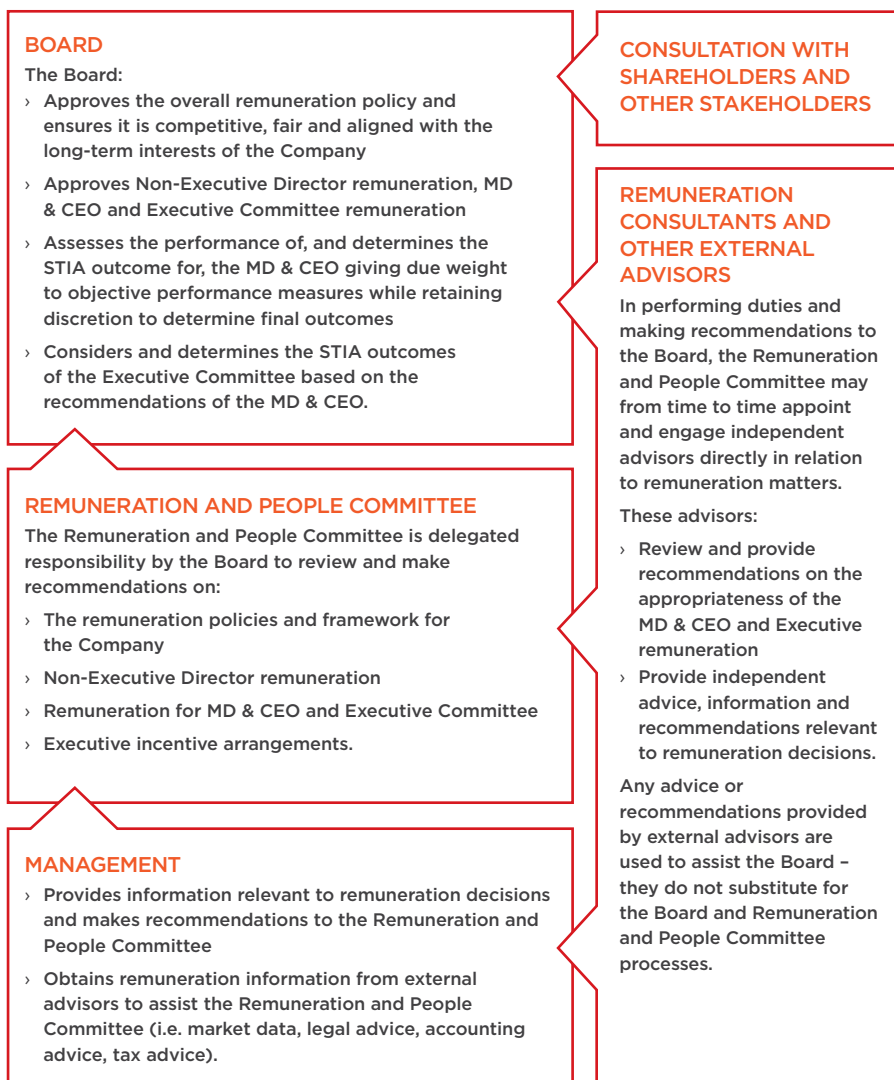 BOARD
The Board:
› Approves the overall remuneration policy and
ensures it is competitive, fair and aligned with the
long-term interests of the Company
› Approves Non-Executive Director remuneration, MD
& CEO and Executive Committee remuneration
› Assesses the performance of, and determines the
STIA outcome for, the MD & CEO giving due weight
to objective performance measures while retaining
discretion to determine final outcomes
› Considers and determines the STIA outcomes
of the Executive Committee based on the
recommendations of the MD & CEO.
REMUNERATION AND PEOPLE COMMITTEE
The Remuneration and People Committee is delegated
responsibility by the Board to review and make
recommendations on:
› The remuneration policies and framework for
the Company
› Non-Executive Director remuneration
› Remuneration for MD & CEO and Executive Committee
› Executive incentive arrangements.
MANAGEMENT
› Provides information relevant to remuneration decisions
and makes recommendations to the Remuneration and
People Committee
› Obtains remuneration information from external
advisors to assist the Remuneration and People
Committee (i.e. market data, legal advice, accounting
advice, tax advice).
CONSULTATION WITH
SHAREHOLDERS AND
OTHER STAKEHOLDERS
REMUNERATION
CONSULTANTS AND
OTHER EXTERNAL
ADVISORS
In performing duties and
making recommendations to
the Board, the Remuneration
and People Committee may
from time to time appoint
and engage independent
advisors directly in relation
to remuneration matters.
These advisors:
› Review and provide
recommendations on the
appropriateness of the
MD & CEO and Executive
remuneration
› Provide independent
advice, information and
recommendations relevant
to remuneration decisions.
Any advice or
recommendations provided
by external advisors are
used to assist the Board –
they do not substitute for
the Board and Remuneration
and People Committee
processes.